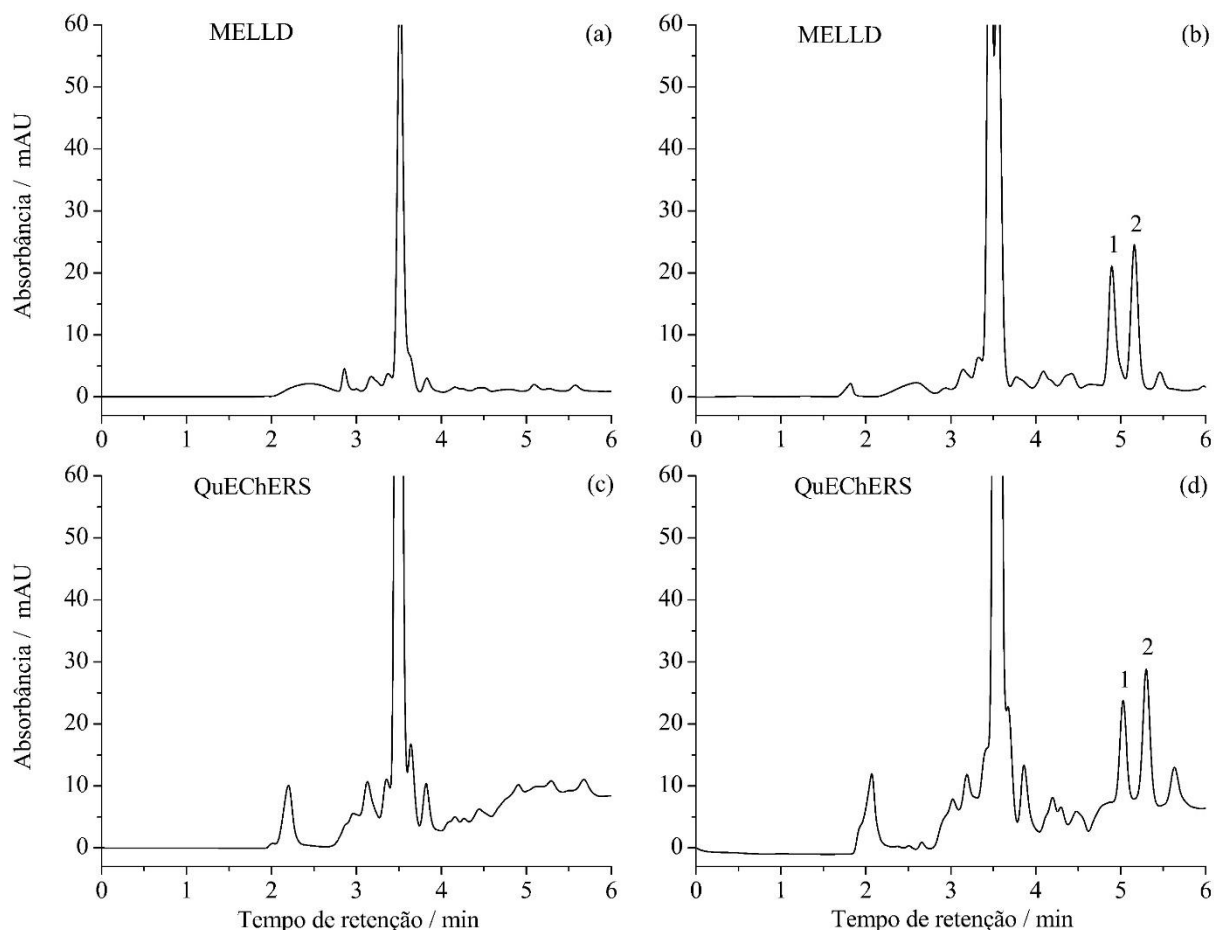 MELLD (a)
60
50
40
30
20
10
0
Absorbância / mAU
0 1 2 3 4 5 6
MELLD (b)
60
50
40
30
20
10
0
1 2
0 1 2 3 4 5 6
QuEChERS (c)
60
50
40
30
20
10
0
Absorbância / mAU
0 1 2 3 4 5 6
Tempo de retenção / min
QuEChERS (d)
60
50
40
30
20
10
0
1 2
0 1 2 3 4 5 6
Tempo de retenção / min